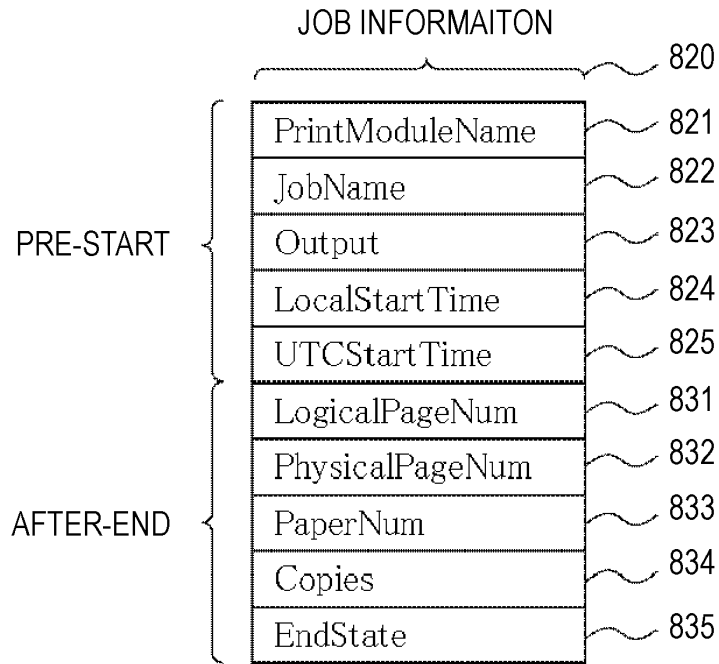 JOB INFORMAITON
820
PrintModuleName 821
JobName 822
PRE-START
Output 823
LocalStartTime 824
UTCStartTime 825
LogicalPageNum 831
PhysicalPageNum 832
AFTER-END
PaperNum 833
Copies 834
EndState 835